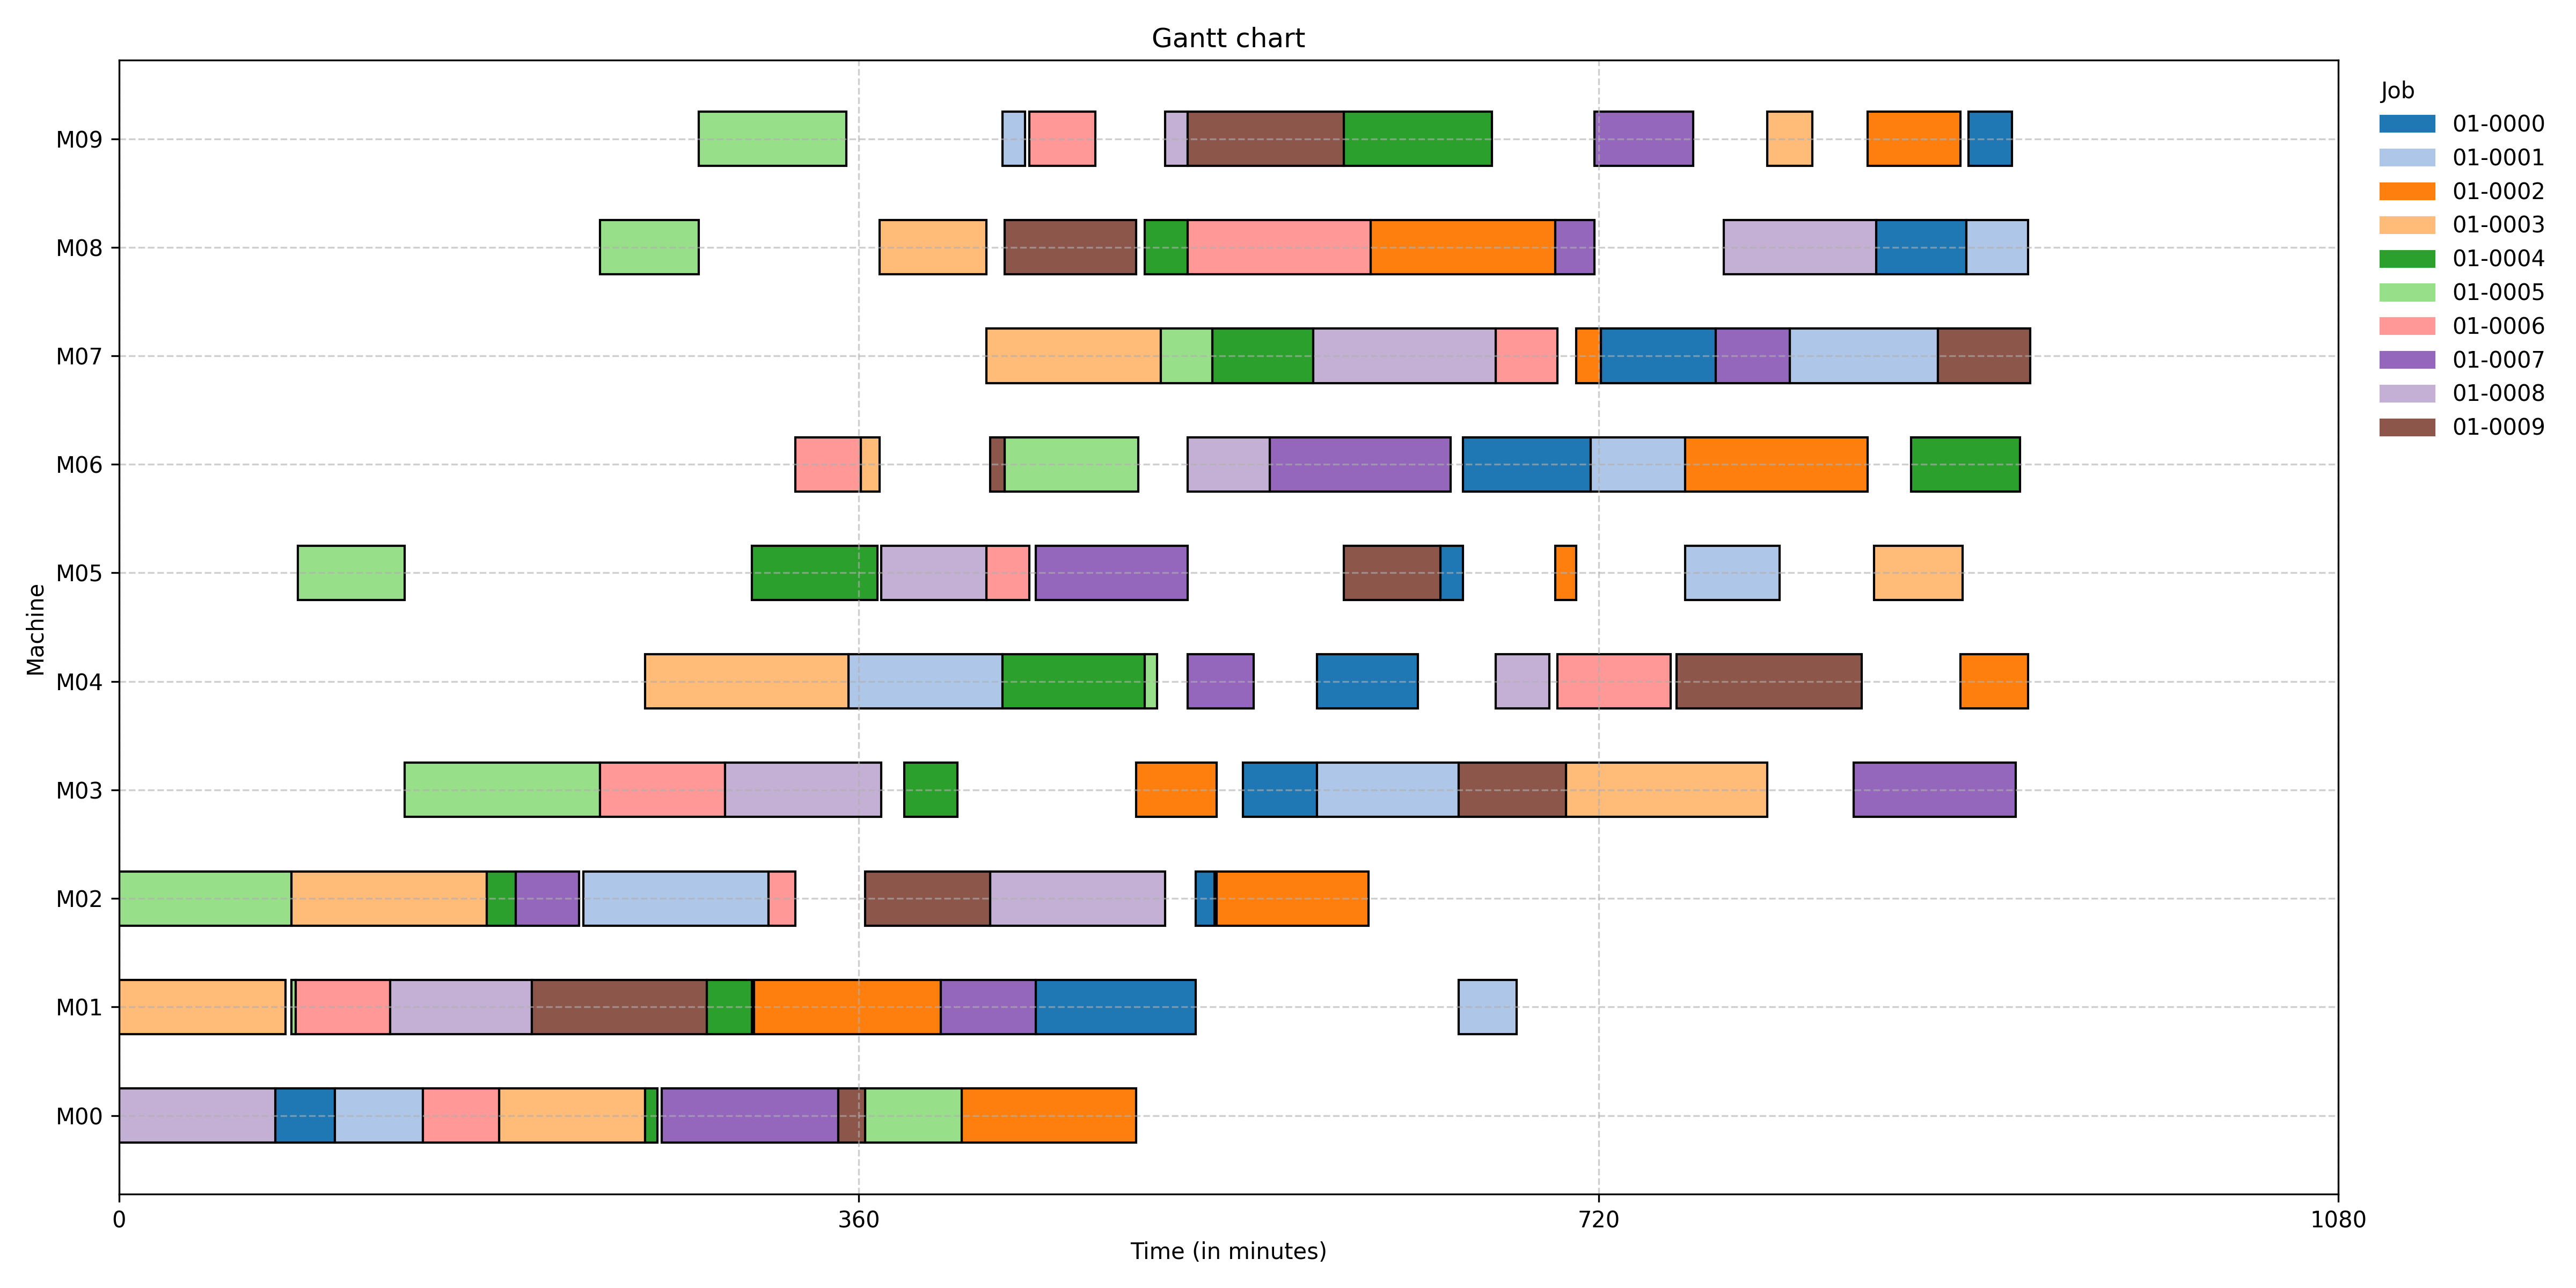 Gantt chart
Job
01-0000
01-0001
01-0002
01-0003
01-0004
01-0005
01-0006
01-0007
01-0008
01-0009
Machine
M09
M08
M07
M06
M05
M04
M03
M02
M01
M00
0 360 720 1080
Time (in minutes)